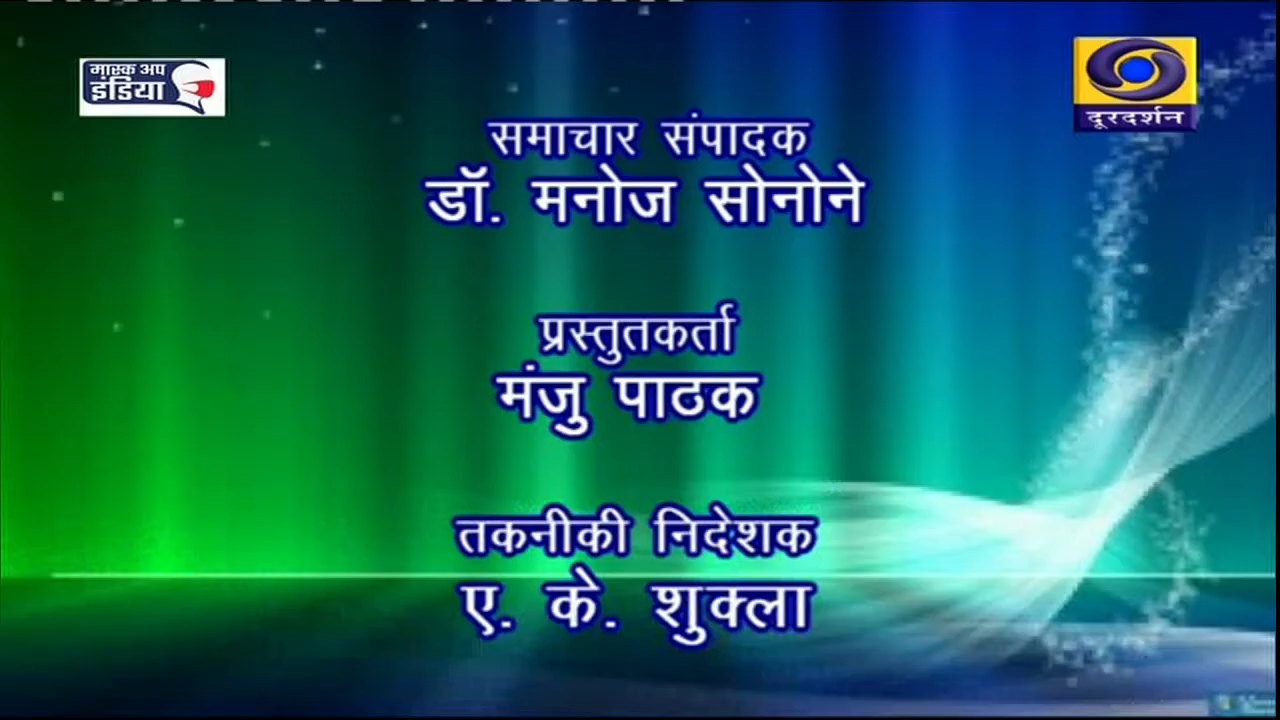 मास्क अप
इंडिया
दूरदर्शन
समाचार संपादक
डॉ. मनोज सोनोने
प्रस्तुतकर्ता
मंजु पाठक
तकनीकी निदेशक
ए. के. शुक्ला